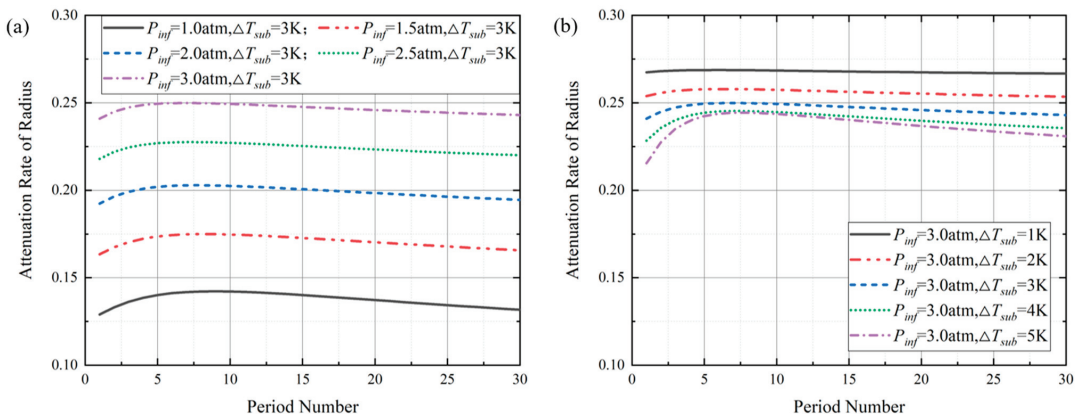 (a)
P_inf=1.0atm,△T_sub=3K; P_inf=1.5atm,△T_sub=3K
P_inf=2.0atm,△T_sub=3K; P_inf=2.5atm,△T_sub=3K
P_inf=3.0atm,△T_sub=3K
0.30
0.25
0.20
0.15
0.10
Attenuation Rate of Radius
0 5 10 15 20 25 30
Period Number
(b)
0.30
0.25
0.20
0.15
0.10
Attenuation Rate of Radius
P_inf=3.0atm,△T_sub=1K
P_inf=3.0atm,△T_sub=2K
P_inf=3.0atm,△T_sub=3K
P_inf=3.0atm,△T_sub=4K
P_inf=3.0atm,△T_sub=5K
0 5 10 15 20 25 30
Period Number